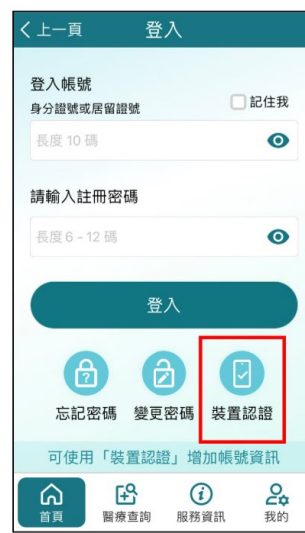 上一頁 登入
登入帳號
身分證號或居留證號 記住我
長度 10 碼
請輸入註冊密碼
長度 6 - 12 碼
登入
忘記密碼 變更密碼 裝置認證
可使用「裝置認證」增加帳號資訊
首頁 醫療查詢 服務資訊 我的